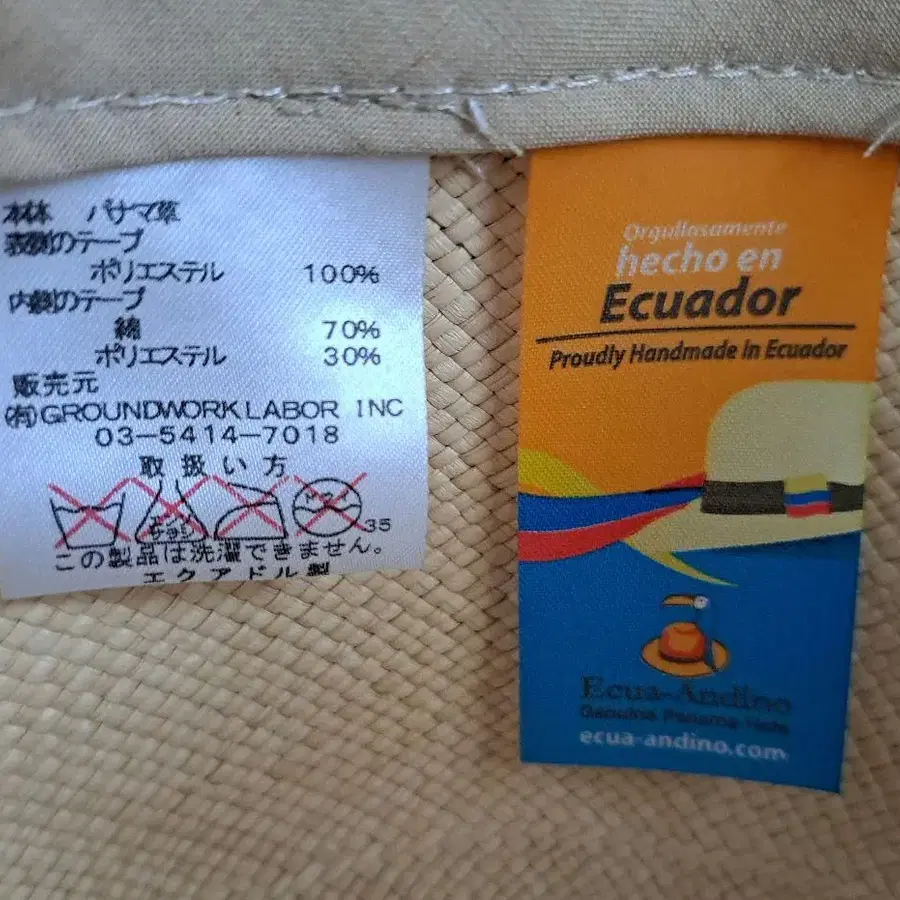 本体 パナマ草
表側のテープ
ポリエステル 100%
内側のテープ
綿 70%
ポリエステル 30%
販売元
(有)GROUNDWORK LABOR INC
03-5414-7018
取扱い方
35
この製品は洗濯できません。
エクアドル製
Orgullosamente
hecho en
Ecuador
Proudly Handmade in Ecuador
Ecua-Andino
Genuine Panama Hats
ecua-andino.com